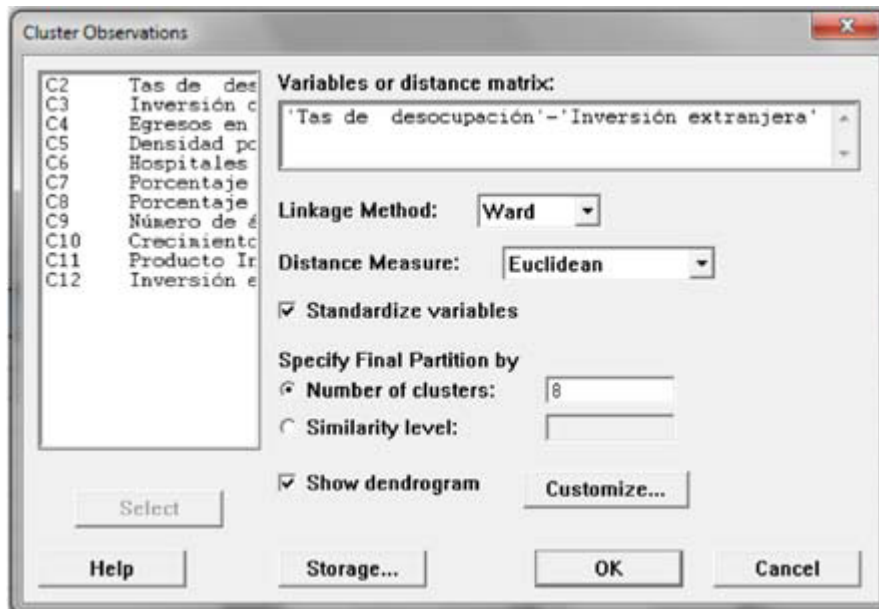 Cluster Observations
C2 Tas de des
C3 Inversión c
C4 Egresos en
C5 Densidad po
C6 Hospitales
C7 Porcentaje
C8 Porcentaje
C9 Número de
C10 Crecimiento
C11 Producto In
C12 Inversión e
Variables or distance matrix:
'Tas de desocupación'-'Inversión extranjera'
Linkage Method: Ward
Distance Measure: Euclidean
Standardize variables
Specify Final Partition by
Number of clusters: 8
Similarity level:
Show dendrogram
Customize...
Select
Help
Storage...
OK
Cancel